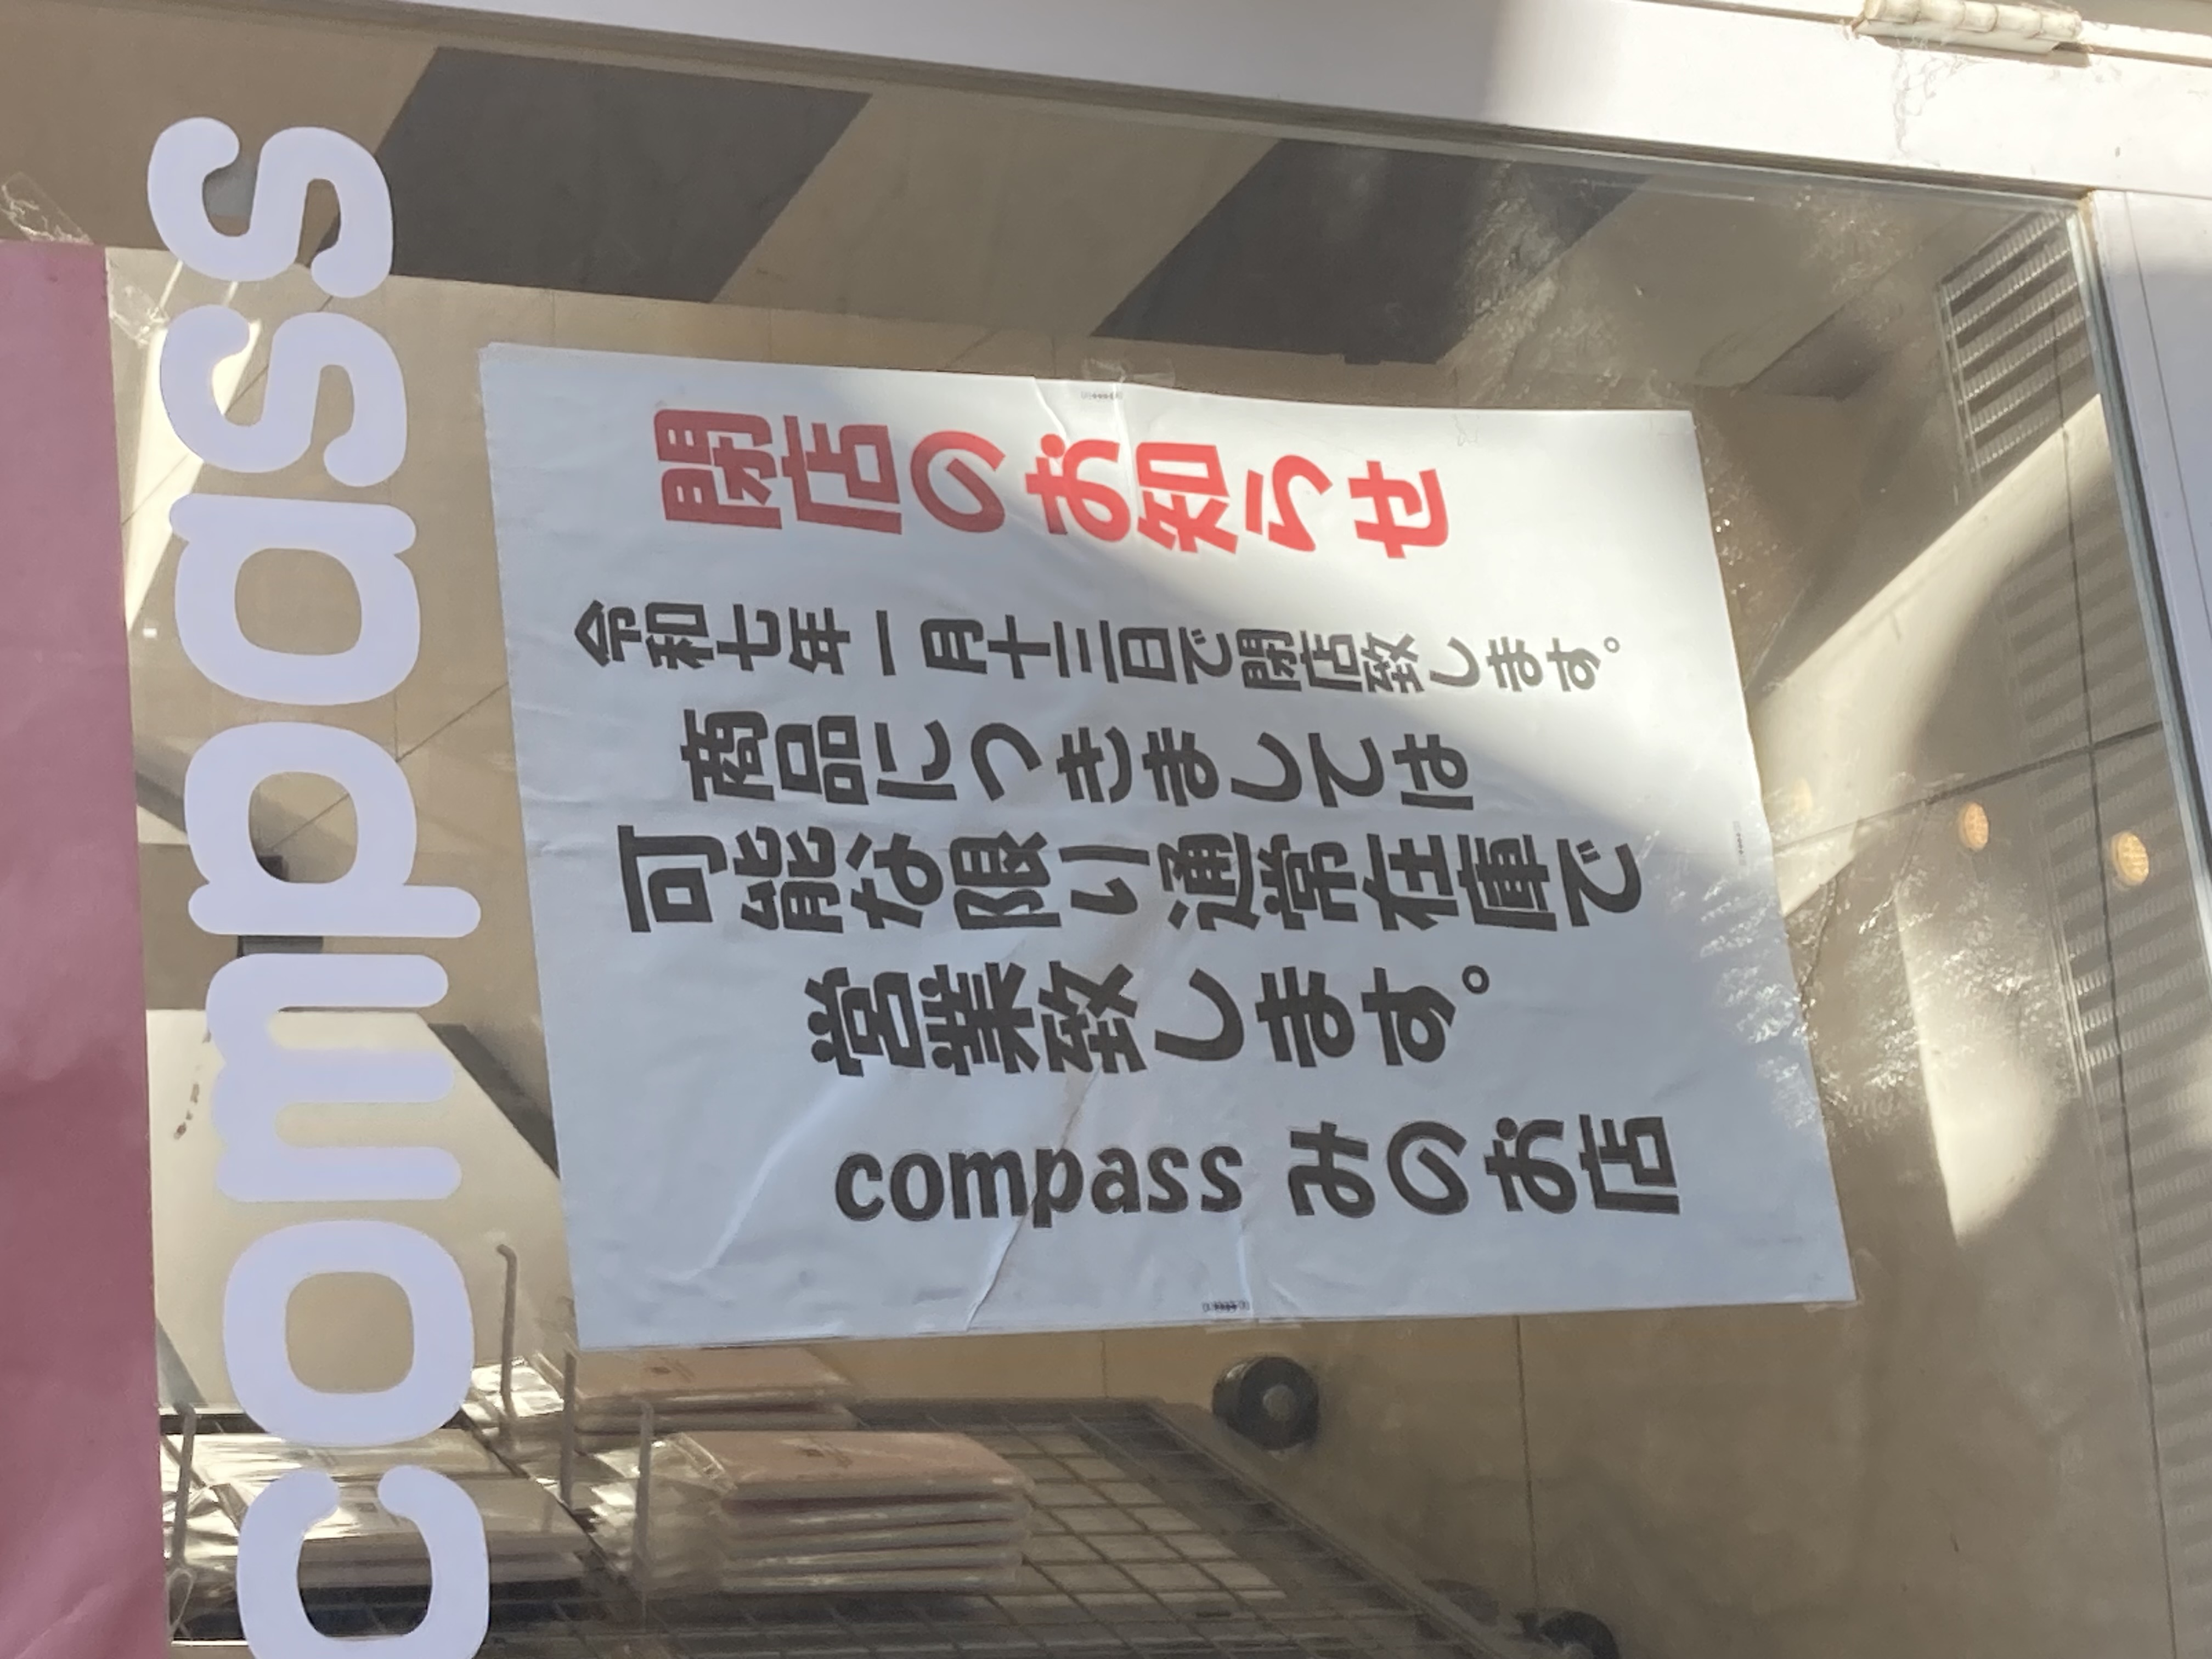 閉店のお知らせ
令和七年一月十三日で閉店致します。
商品につきましては
可能な限り通常在庫で
営業致します。
compass みのお店
compass